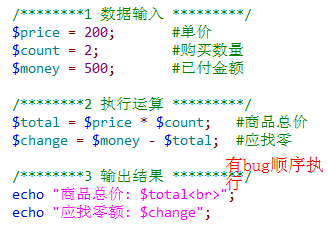 /********1 数据输入 *********/
$price = 200; #单价
$count = 2; #购买数量
$money = 500; #已付金额
/********2 执行运算 *********/
$total = $price * $count; #商品总价
$change = $money - $total; #应找零
有bug顺序执
行
/********3 输出结果 *********/
echo "商品总价: $total<br>";
echo "应找零额: $change";